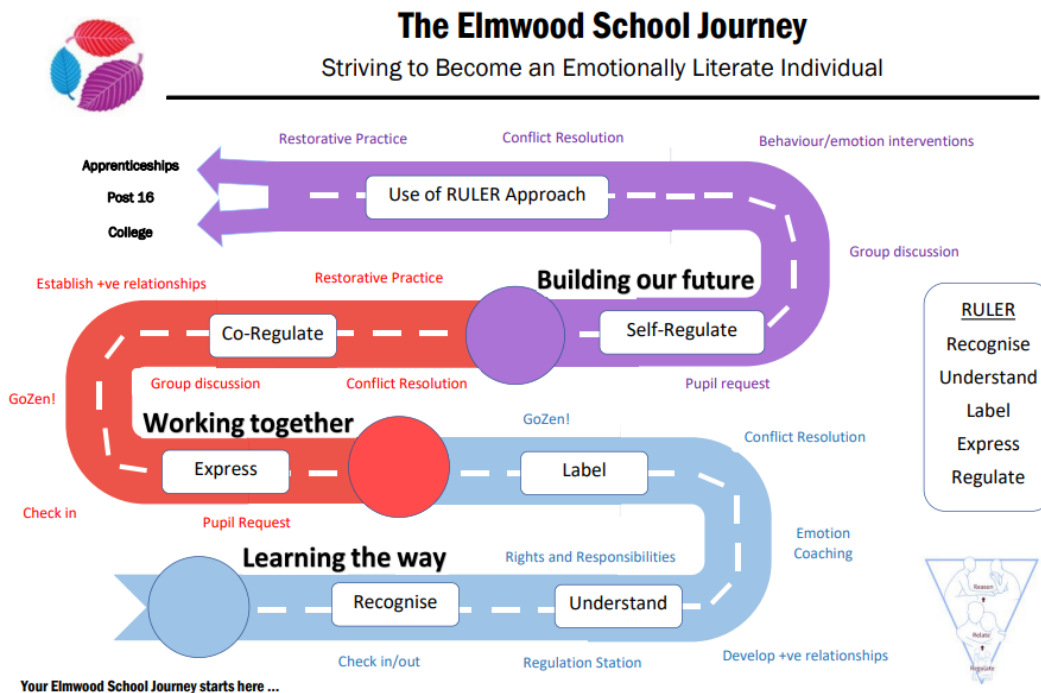 The Elmwood School Journey
Striving to Become an Emotionally Literate Individual
Restorative Practice
Conflict Resolution
Behaviour/emotion interventions
Apprenticeships
Post 16
College
Use of RULER Approach
Group discussion
Building our future
Establish +ve relationships
Restorative Practice
Co-Regulate
Self-Regulate
Group discussion
Conflict Resolution
Pupil request
GoZen!
Working together
GoZen!
Conflict Resolution
Express
Label
Check in
Pupil Request
Emotion
Coaching
Learning the way
Rights and Responsibilities
Recognise
Understand
Check in/out
Regulation Station
Develop +ve relationships
Your Elmwood School Journey starts here ...
RULER
Recognise
Understand
Label
Express
Regulate
Reason
Relate
Regulate